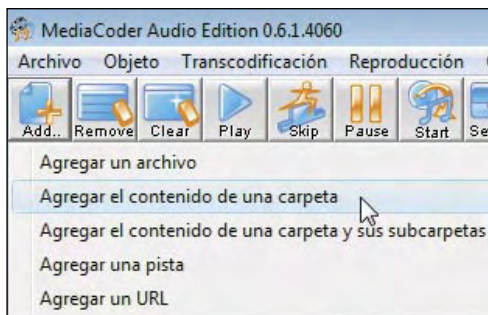 MediaCoder Audio Edition 0.6.1.4060
Archivo Objeto Transcodificación Reproducción
Add.. Remove Clear Play Skip Pause Start Se
Agregar un archivo
Agregar el contenido de una carpeta
Agregar el contenido de una carpeta y sus subcarpetas
Agregar una pista
Agregar un URL